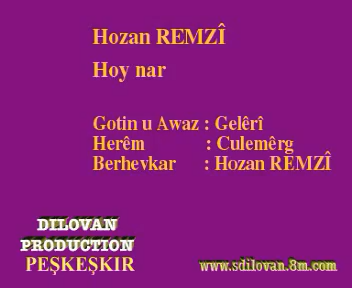 Hozan REMZÎ
Hoy nar
Gotin u Awaz : Gelêrî
Herêm : Culemêrg
Berhevkar : Hozan REMZÎ
DILOVAN
PRODUCTION
PEŞKEŞKIR
www.sdilovan.8m.com